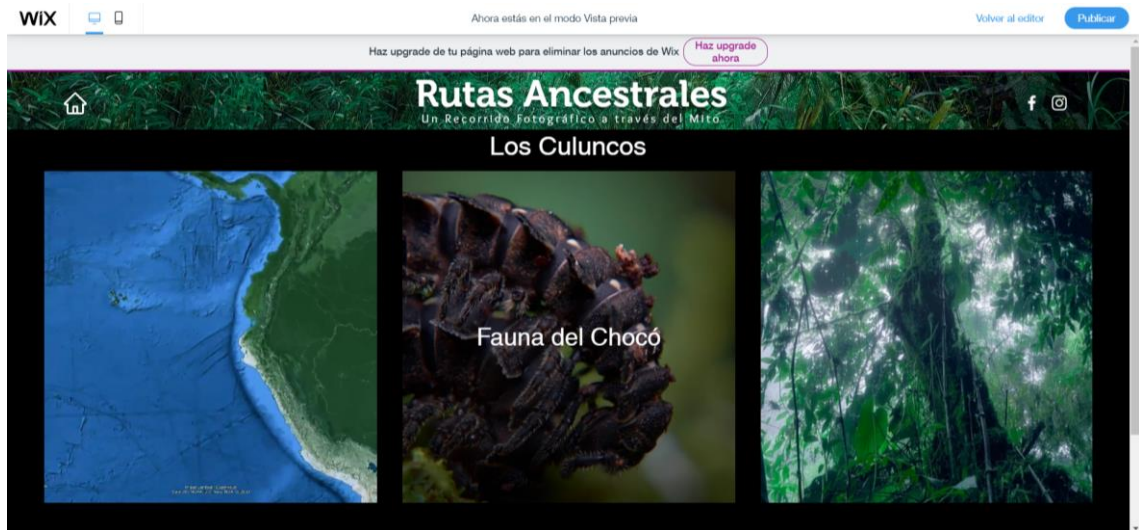 WiX
Ahora estás en el modo Vista previa
Volver al editor
Publicar
Haz upgrade de tu página web para eliminar los anuncios de Wix
Haz upgrade
ahora
Rutas Ancestrales
Un Recorrido Fotográfico a través del Mito
Los Culuncos
Fauna del Chocó